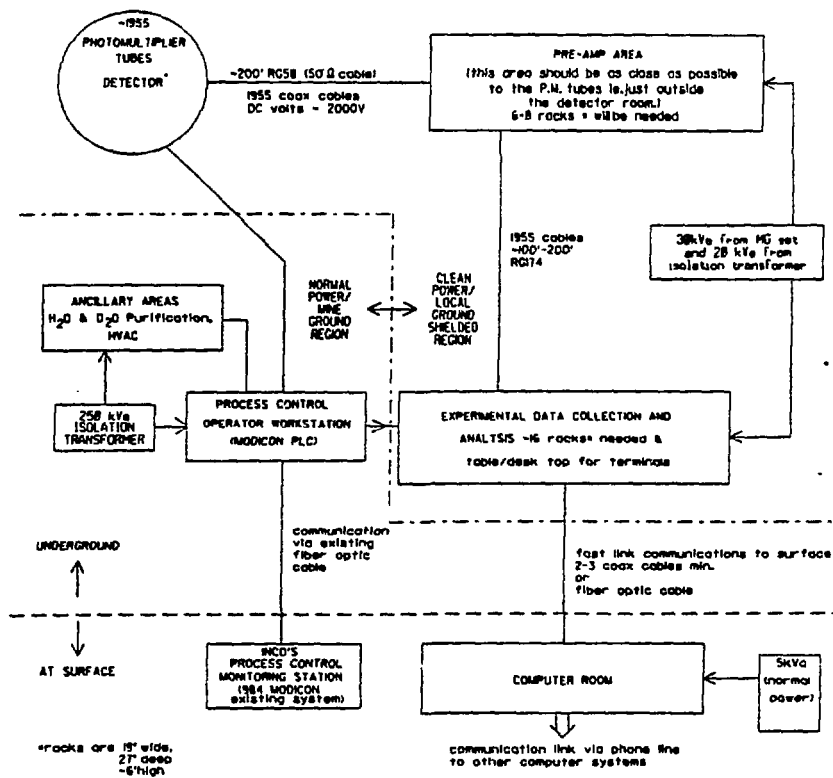 ~1955
PHOTOMULTIPLIER
TUBES
DETECTOR*
~200' RG58 (50 Ω cable)
1955 coax cables
DC volts ~ 2000V
PRE-AMP AREA
(this area should be as close as possible
to the P.M. tubes ie. just outside
the detector room.)
6-8 racks * will be needed
1955 cables
~100'-200'
RG174
30kVa from MG set
and 20 kVa from
isolation transformer
NORMAL
POWER/
MINE
GROUND
REGION
CLEAN
POWER/
LOCAL
GROUND
SHIELDED
REGION
ANCILLARY AREAS
H2O & D2O Purification,
HVAC
250 kVa
ISOLATION
TRANSFORMER
PROCESS CONTROL
OPERATOR WORKSTATION
(MODICON PLC)
EXPERIMENTAL DATA COLLECTION AND
ANALYSIS ~16 racks* needed &
table/desk top for terminals
communication
via existing
fiber optic
cable
fast link communications to surface
2-3 coax cables min.
or
fiber optic cable
UNDERGROUND
AT SURFACE
INCO'S
PROCESS CONTROL
MONITORING STATION
(984 MODICON
existing system)
COMPUTER ROOM
5kVa
(normal
power)
communication link via phone line
to other computer systems
*racks are 19" wide,
27" deep
~6' high